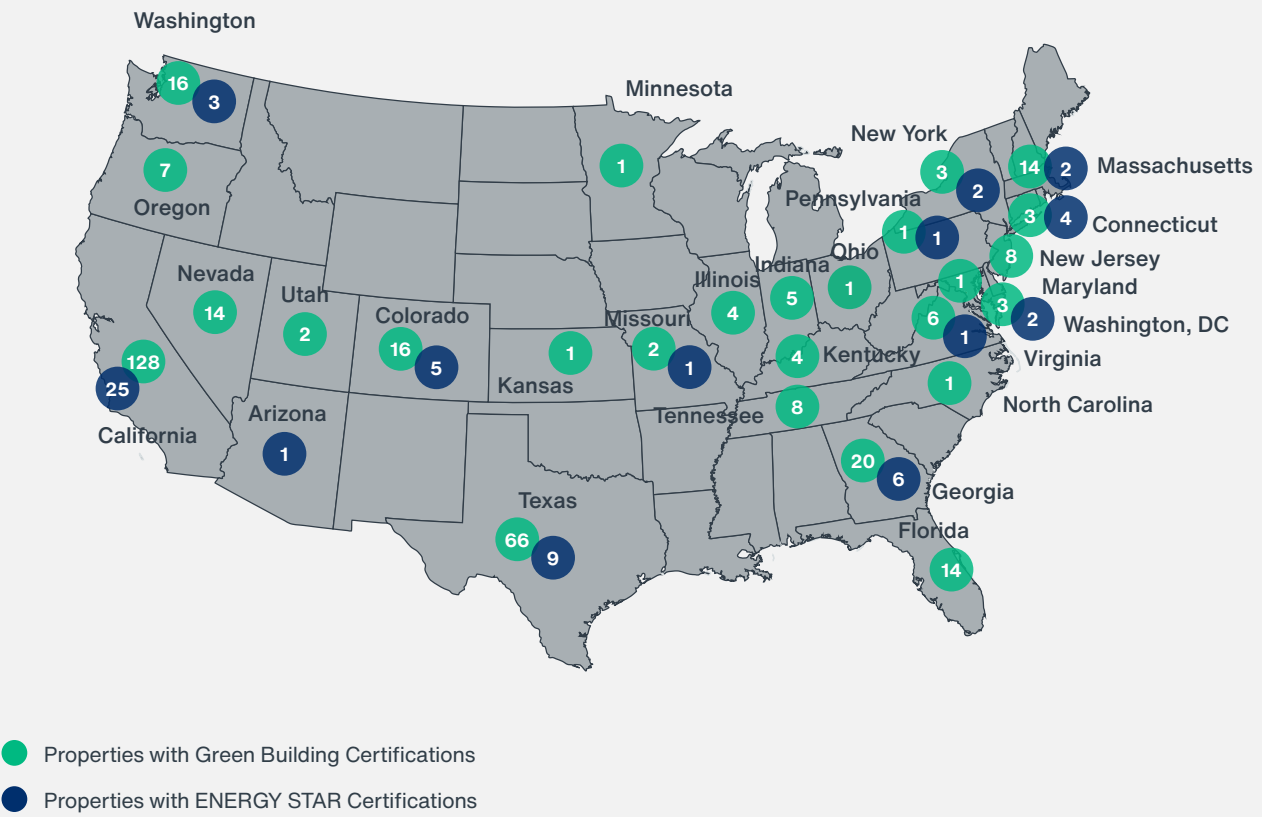 Washington
16
3
Minnesota
1
New York
3
2
14
2
Massachusetts
7
Oregon
Pennsylvania
1
1
3
4
Connecticut
Ohio
1
8
New Jersey
Indiana
5
Illinois
4
Nevada
14
Utah
2
Colorado
16
5
1
Kansas
Missouri
2
1
1
Maryland
3
2
Washington, DC
6
1
Virginia
4
Kentucky
128
25
California
Arizona
1
Tennessee
8
1
North Carolina
20
6
Georgia
Texas
66
9
Florida
14
Properties with Green Building Certifications
Properties with ENERGY STAR Certifications